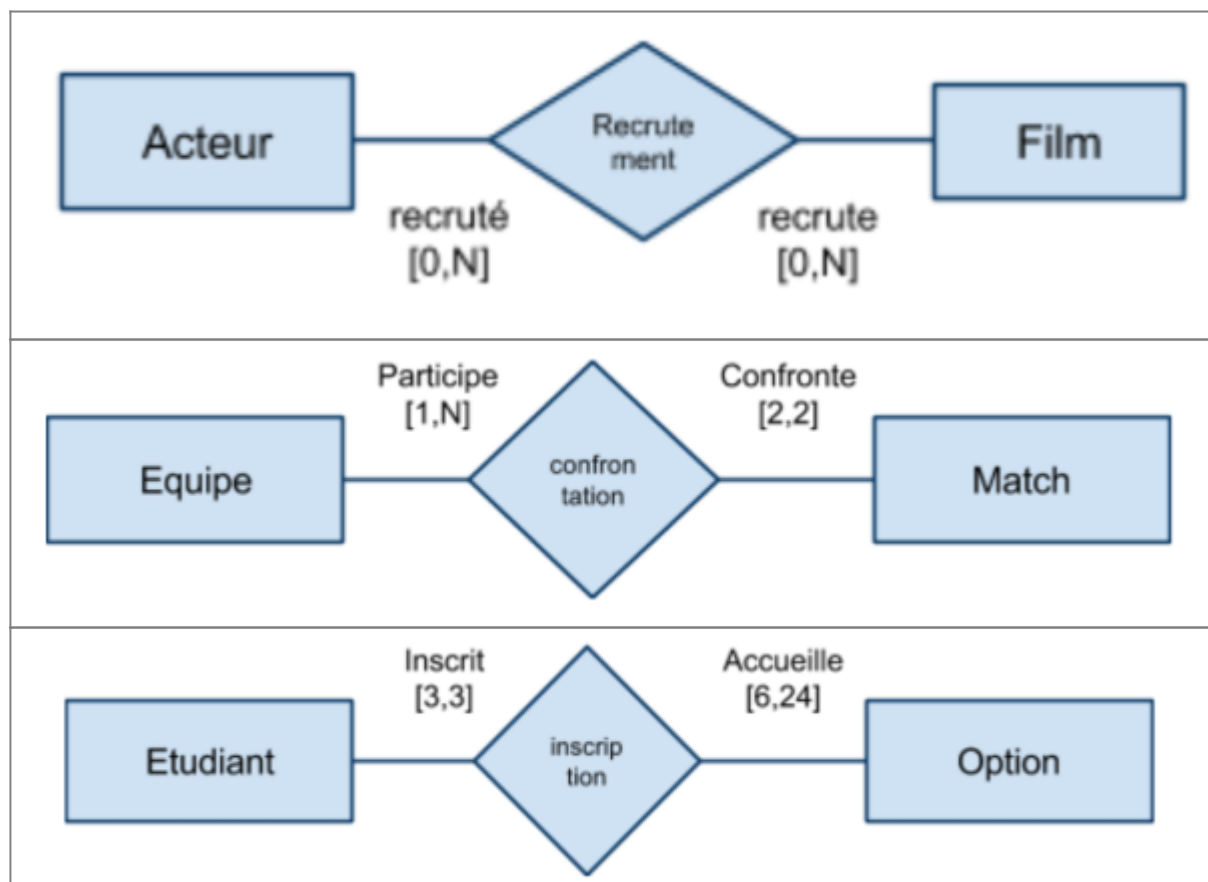 Acteur
Recrute
ment
Film
recruté
[0,N]
recrute
[0,N]
Participe
[1,N]
Confronte
[2,2]
Equipe
confron
tation
Match
Inscrit
[3,3]
Accueille
[6,24]
Etudiant
inscrip
tion
Option